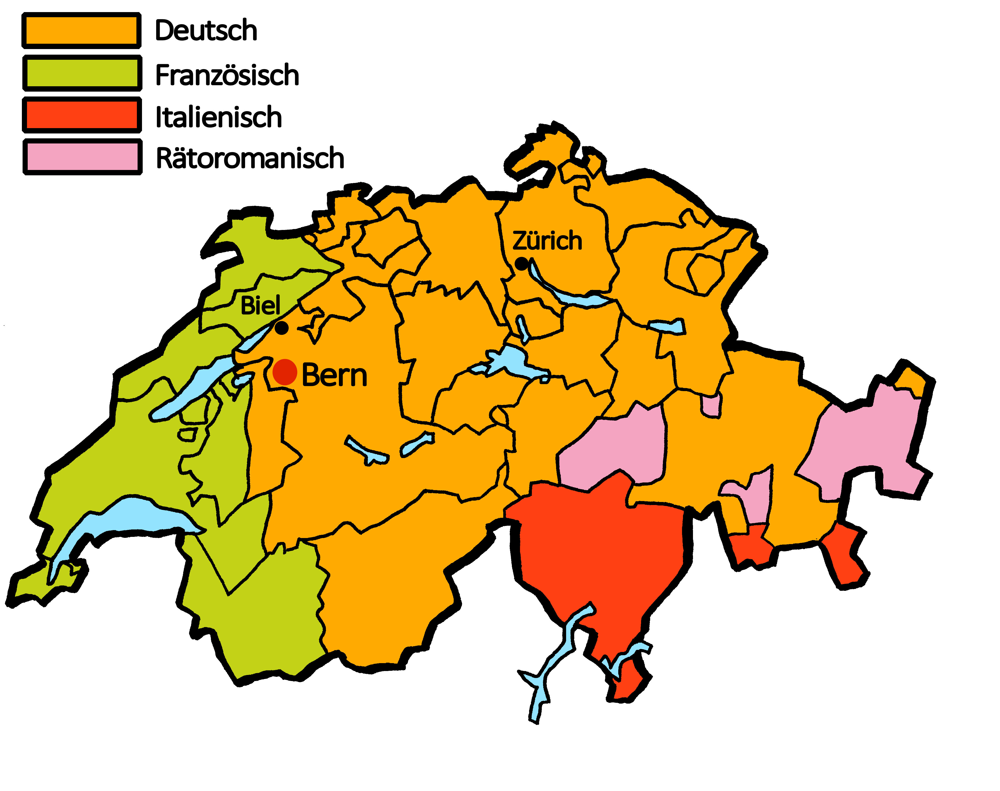 Deutsch
Französisch
Italienisch
Rätoromanisch
Zürich
Biel
Bern